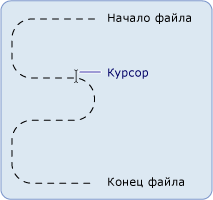 Начало файла
Курсор
Конец файла